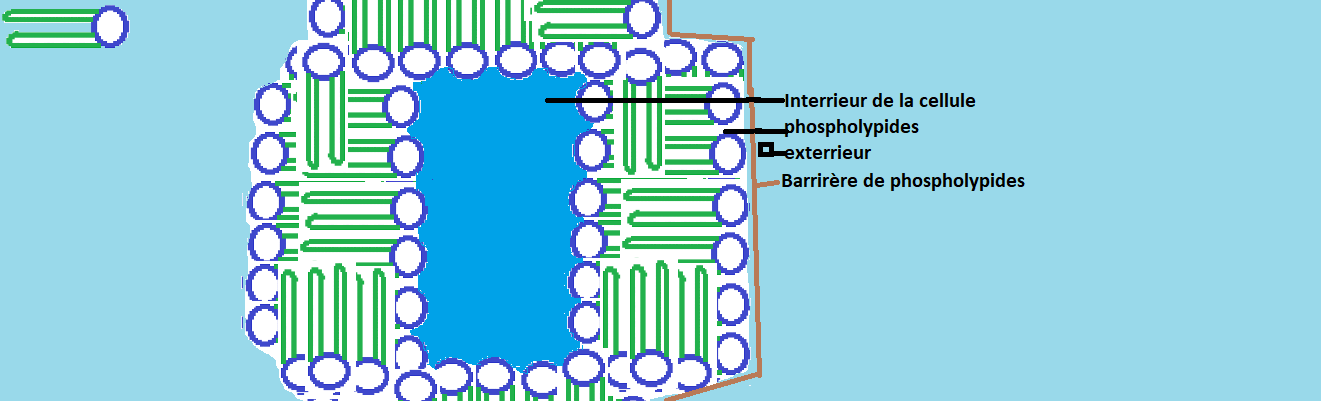 Interrieur de la cellule
phospholypides
exterrieur
Barrirère de phospholypides